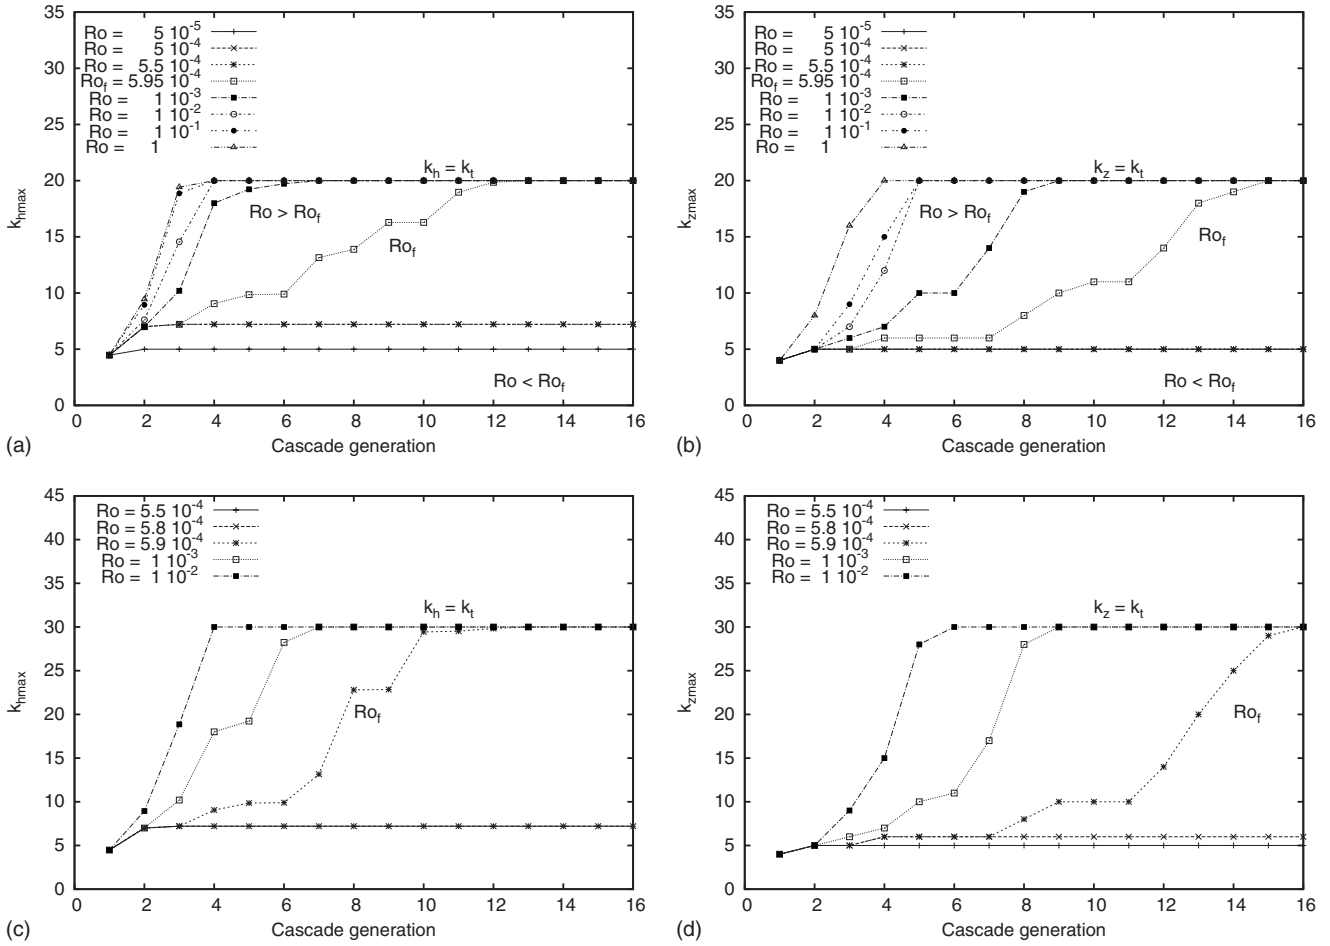 35
30
25
20
15
10
5
0
k_hmax
Ro = 5 10^-5
Ro = 5 10^-4
Ro = 5.5 10^-4
Ro_f = 5.95 10^-4
Ro = 1 10^-3
Ro = 1 10^-2
Ro = 1 10^-1
Ro = 1
k_h = k_t
Ro > Ro_f
Ro_f
Ro < Ro_f
0 2 4 6 8 10 12 14 16
(a) Cascade generation
35
30
25
20
15
10
5
0
k_zmax
Ro = 5 10^-5
Ro = 5 10^-4
Ro = 5.5 10^-4
Ro_f = 5.95 10^-4
Ro = 1 10^-3
Ro = 1 10^-2
Ro = 1 10^-1
Ro = 1
k_z = k_t
Ro > Ro_f
Ro_f
Ro < Ro_f
0 2 4 6 8 10 12 14 16
(b) Cascade generation
45
40
35
30
25
20
15
10
5
0
k_hmax
Ro = 5.5 10^-4
Ro = 5.8 10^-4
Ro = 5.9 10^-4
Ro = 1 10^-3
Ro = 1 10^-2
k_h = k_t
Ro_f
0 2 4 6 8 10 12 14 16
(c) Cascade generation
45
40
35
30
25
20
15
10
5
0
k_zmax
Ro = 5.5 10^-4
Ro = 5.8 10^-4
Ro = 5.9 10^-4
Ro = 1 10^-3
Ro = 1 10^-2
k_z = k_t
Ro_f
0 2 4 6 8 10 12 14 16
(d) Cascade generation